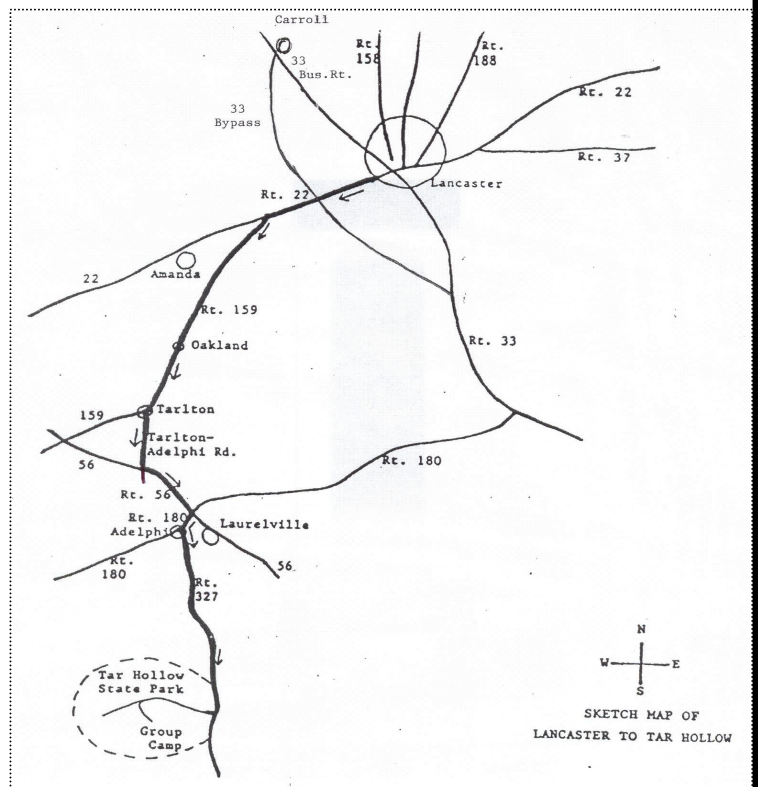 Carroll
Rt.
158
Rt.
188
33
Bus.Rt.
Rt. 22
33
Bypass
Rt. 37
Lancaster
Rt. 22
Amanda
22
Rt. 159
Oakland
Rt. 33
159
Tarlton
Tarlton-
Adelphi Rd.
56
Rt. 180
Rt. 56
Rt. 180
Laurelville
Adelphi
Rt.
180
56
Rt.
327
N
W
E
S
Tar Hollow
State Park
Group
Camp
SKETCH MAP OF
LANCASTER TO TAR HOLLOW